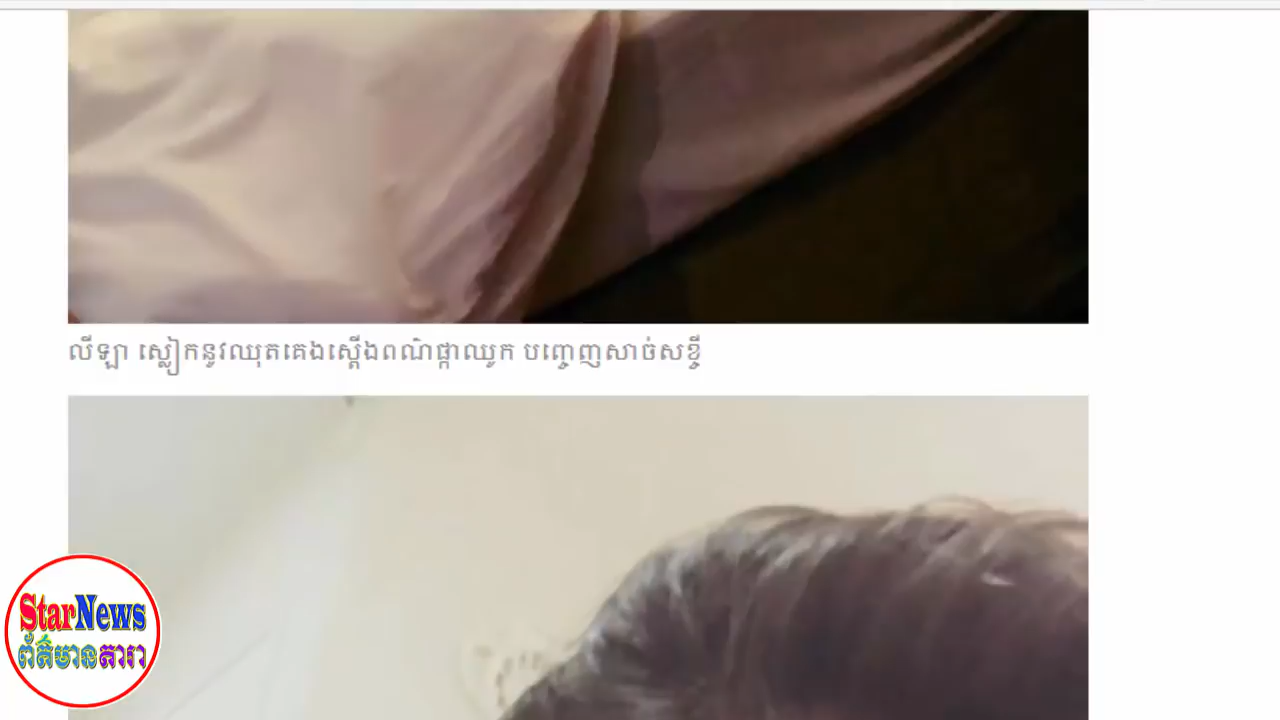 លីឡា ស្លៀកនូវឈុតគេងស្តើងពណ៌ផ្កាឈូក បញ្ចេញសាច់សខ្ចី
StarNews
ព័ត៌មានតារា